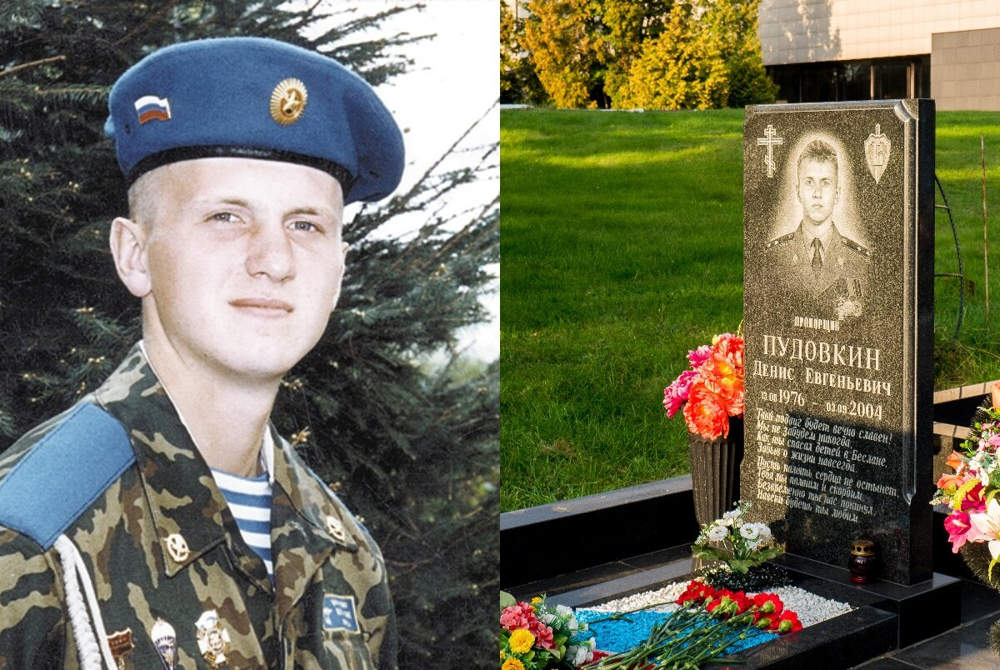 ПРАПОРЩИК
ПУДОВКИН
ДЕНИС ЕВГЕНЬЕВИЧ
13.08 1976 - 03.09 2004
Твой подвиг будет вечно славен!
Мы не забудем никогда,
Как ты спасал детей в Беслане,
Забыв о жизни навсегда.
Пусть память сердца не остынет.
Тебя мы помним и скорбим.
Безвременно ты нас покинул,
Навеки будешь ты любим.